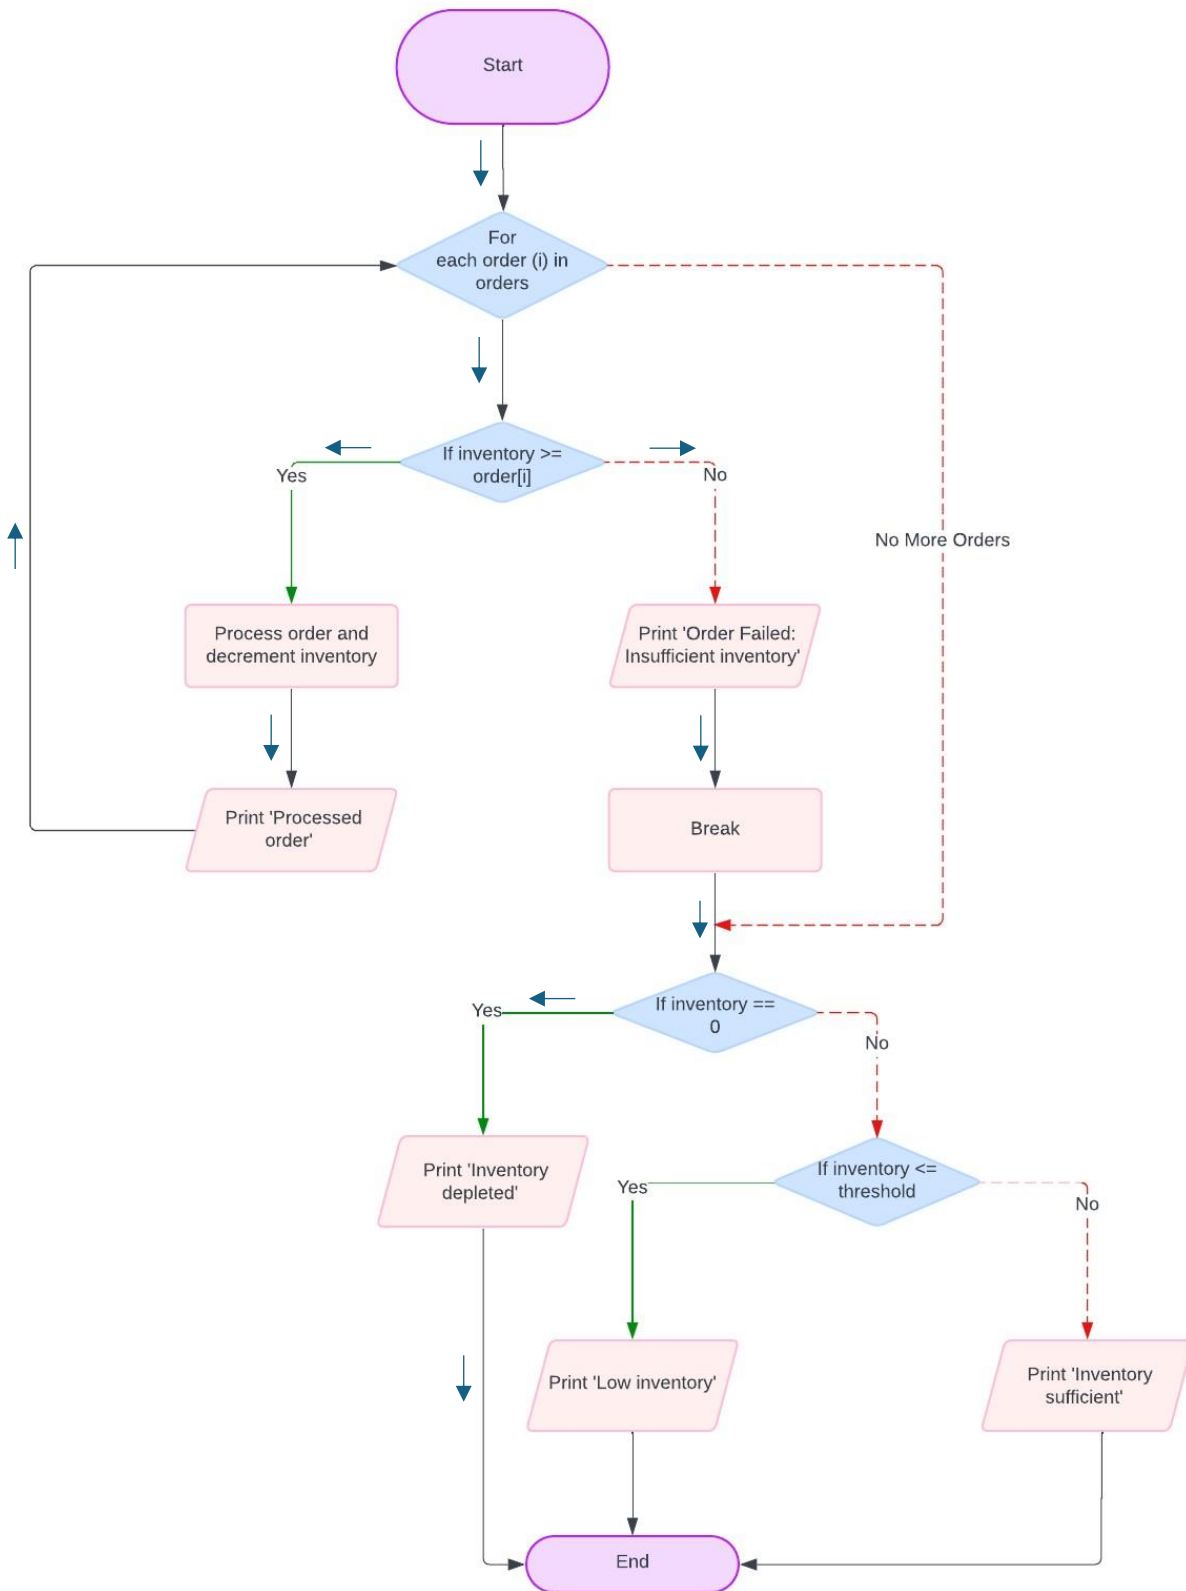 Start
For
each order (i) in
orders
If inventory >=
order[i]
Yes
No
No More Orders
Process order and
decrement inventory
Print 'Order Failed:
Insufficient inventory'
Print 'Processed
order'
Break
If inventory ==
0
Yes
No
Print 'Inventory
depleted'
If inventory <=
threshold
Yes
No
Print 'Low inventory'
Print 'Inventory
sufficient'
End